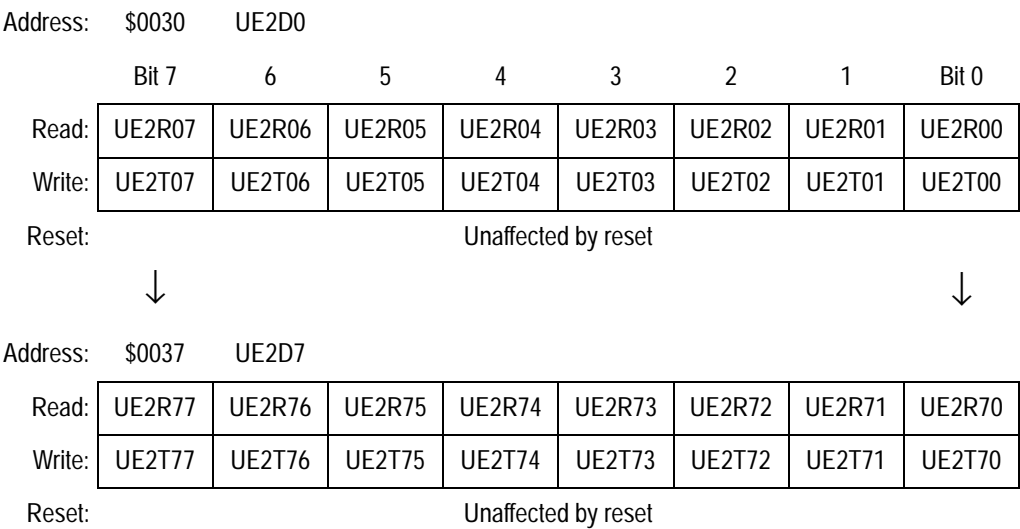 Address: $0030 UE2D0
Bit 7 6 5 4 3 2 1 Bit 0
Read: UE2R07 UE2R06 UE2R05 UE2R04 UE2R03 UE2R02 UE2R01 UE2R00
Write: UE2T07 UE2T06 UE2T05 UE2T04 UE2T03 UE2T02 UE2T01 UE2T00
Reset: Unaffected by reset
↓ ↓
Address: $0037 UE2D7
Read: UE2R77 UE2R76 UE2R75 UE2R74 UE2R73 UE2R72 UE2R71 UE2R70
Write: UE2T77 UE2T76 UE2T75 UE2T74 UE2T73 UE2T72 UE2T71 UE2T70
Reset: Unaffected by reset